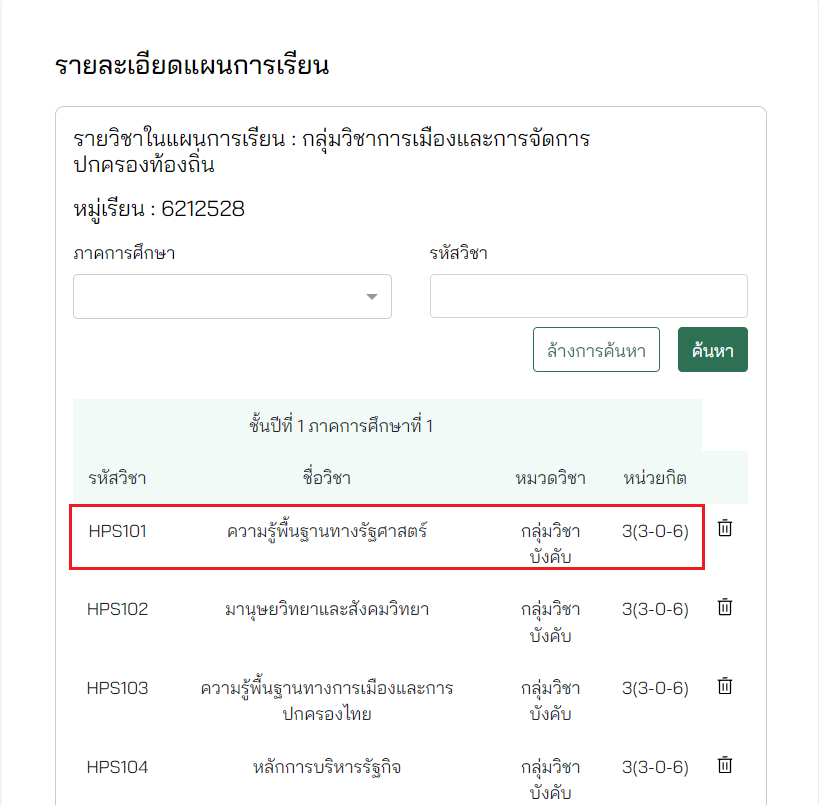 รายละเอียดแผนการเรียน
รายวิชาในแผนการเรียน : กลุ่มวิชาการเมืองและการจัดการ
ปกครองท้องถิ่น
หมู่เรียน : 6212528
ภาคการศึกษา รหัสวิชา
ล้างการค้นหา ค้นหา
ชั้นปีที่ 1 ภาคการศึกษาที่ 1
รหัสวิชา ชื่อวิชา หมวดวิชา หน่วยกิต
HPS101 ความรู้พื้นฐานทางรัฐศาสตร์ กลุ่มวิชา 3(3-0-6)
บังคับ
HPS102 มานุษยวิทยาและสังคมวิทยา กลุ่มวิชา 3(3-0-6)
บังคับ
HPS103 ความรู้พื้นฐานทางการเมืองและการ กลุ่มวิชา 3(3-0-6)
ปกครองไทย บังคับ
HPS104 หลักการบริหารรัฐกิจ กลุ่มวิชา 3(3-0-6)
บังคับ